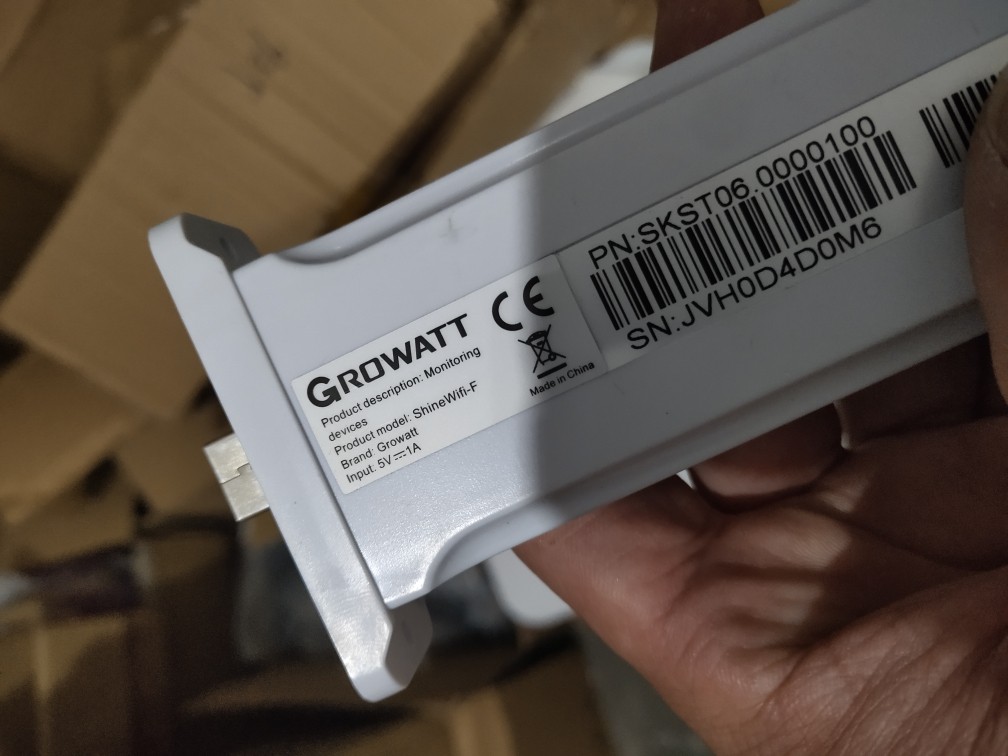 GROWATT
CE
Product description: Monitoring
devices
Product model: ShineWifi-F
Brand: Growatt
Input: 5V⎓1A
Made in China
PN:SKST06.0000100
SN:JVH0D4D0M6